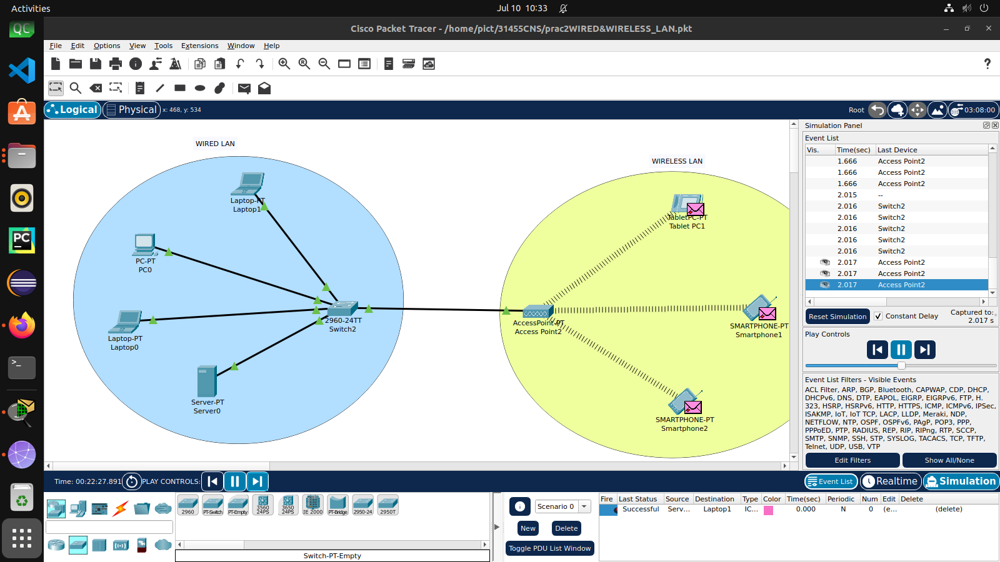 Activities
Jul 10 10:33
QC
Cisco Packet Tracer - /home/pict/31455CNS/prac2WIRED&WIRELESS_LAN.pkt
File Edit Options View Tools Extensions Window Help
?
Logical
Physical
x: 468, y: 534
Root
03:08:00
WIRED LAN
Laptop-PT
Laptop1
PC-PT
PC0
2960-24TT
Switch2
Laptop-PT
Laptop0
Server-PT
Server0
WIRELESS LAN
TabletPC-PT
Tablet PC1
AccessPoint-PT
Access Point2
SMARTPHONE-PT
Smartphone1
SMARTPHONE-PT
Smartphone2
Simulation Panel
Event List
Vis. Time(sec) Last Device
1.666 Access Point2
1.666 Access Point2
1.666 Access Point2
2.015 --
2.016 Switch2
2.016 Switch2
2.016 Switch2
2.016 Switch2
2.016 Switch2
2.017 Access Point2
2.017 Access Point2
2.017 Access Point2
Reset Simulation
Constant Delay
Captured to:
2.017 s
Play Controls
Event List Filters - Visible Events
ACL Filter, ARP, BGP, Bluetooth, CAPWAP, CDP, DHCP,
DHCPv6, DNS, DTP, EAPOL, EIGRP, EIGRPv6, FTP, H.
323, HSRP, HSRPv6, HTTP, HTTPS, ICMP, ICMPv6, IPSec,
ISAKMP, IoT, IoT TCP, LACP, LLDP, Meraki, NDP,
NETFLOW, NTP, OSPF, OSPFv6, PAgP, POP3, PPP,
PPPoED, PTP, RADIUS, REP, RIP, RIPng, RTP, SCCP,
SMTP, SNMP, SSH, STP, SYSLOG, TACACS, TCP, TFTP,
Telnet, UDP, USB, VTP
Edit Filters
Show All/None
PC
>_
Time: 00:22:27.891
PLAY CONTROLS:
Event List
Realtime
Simulation
2960
PT-Switch
PT-Empty
3560
24PS
3650
24PS
IE 2000
PT-Bridge
2950-24
2950T
Switch-PT-Empty
Scenario 0
New
Delete
Toggle PDU List Window
Fire Last Status Source Destination Type Color Time(sec) Periodic Num Edit Delete
Successful Serv... Laptop1 IC... 0.000 N 0 (e... (delete)